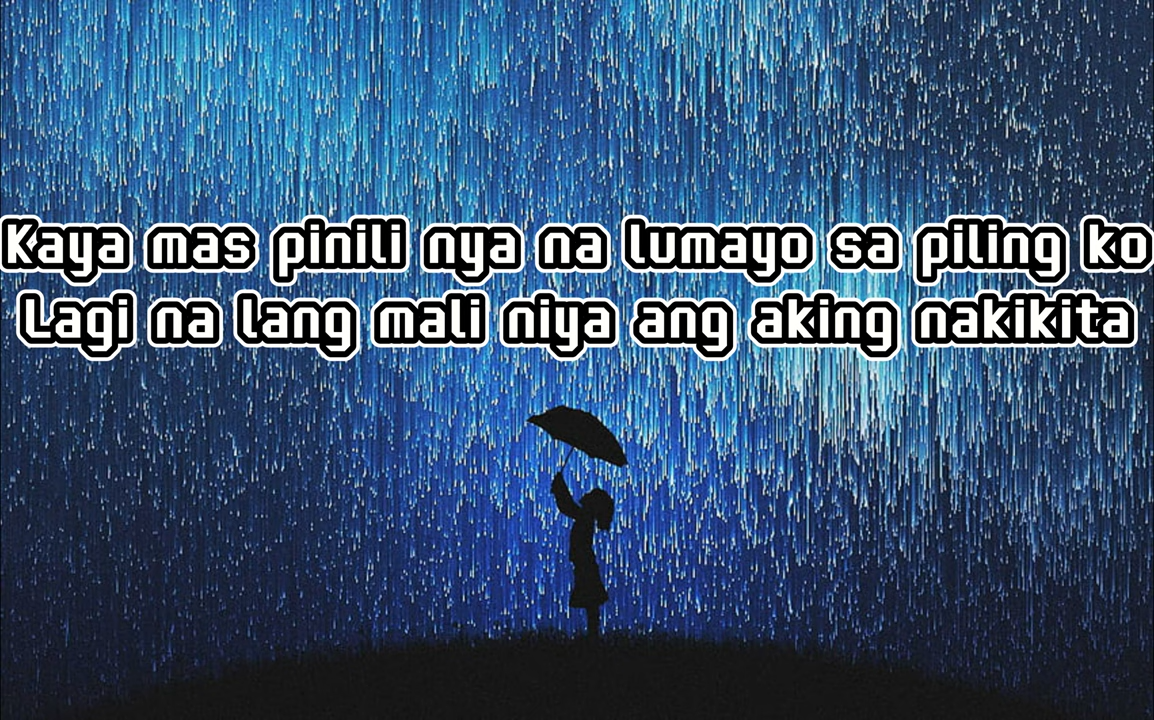 Kaya mas pinili nya na lumayo sa piling ko
Lagi na lang mali niya ang aking nakikita